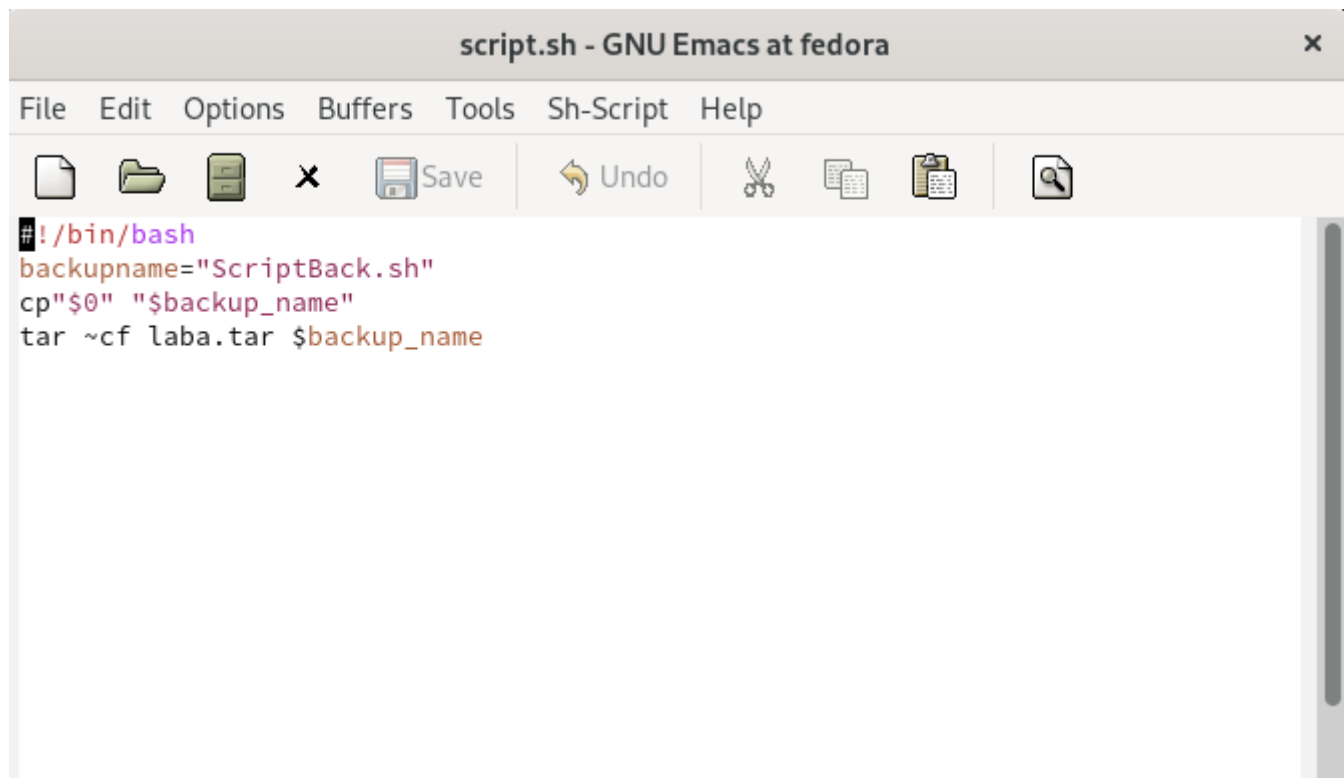 script.sh - GNU Emacs at fedora
File Edit Options Buffers Tools Sh-Script Help
Save Undo
#!/bin/bash
backupname="ScriptBack.sh"
cp"$0" "$backup_name"
tar ~cf laba.tar $backup_name